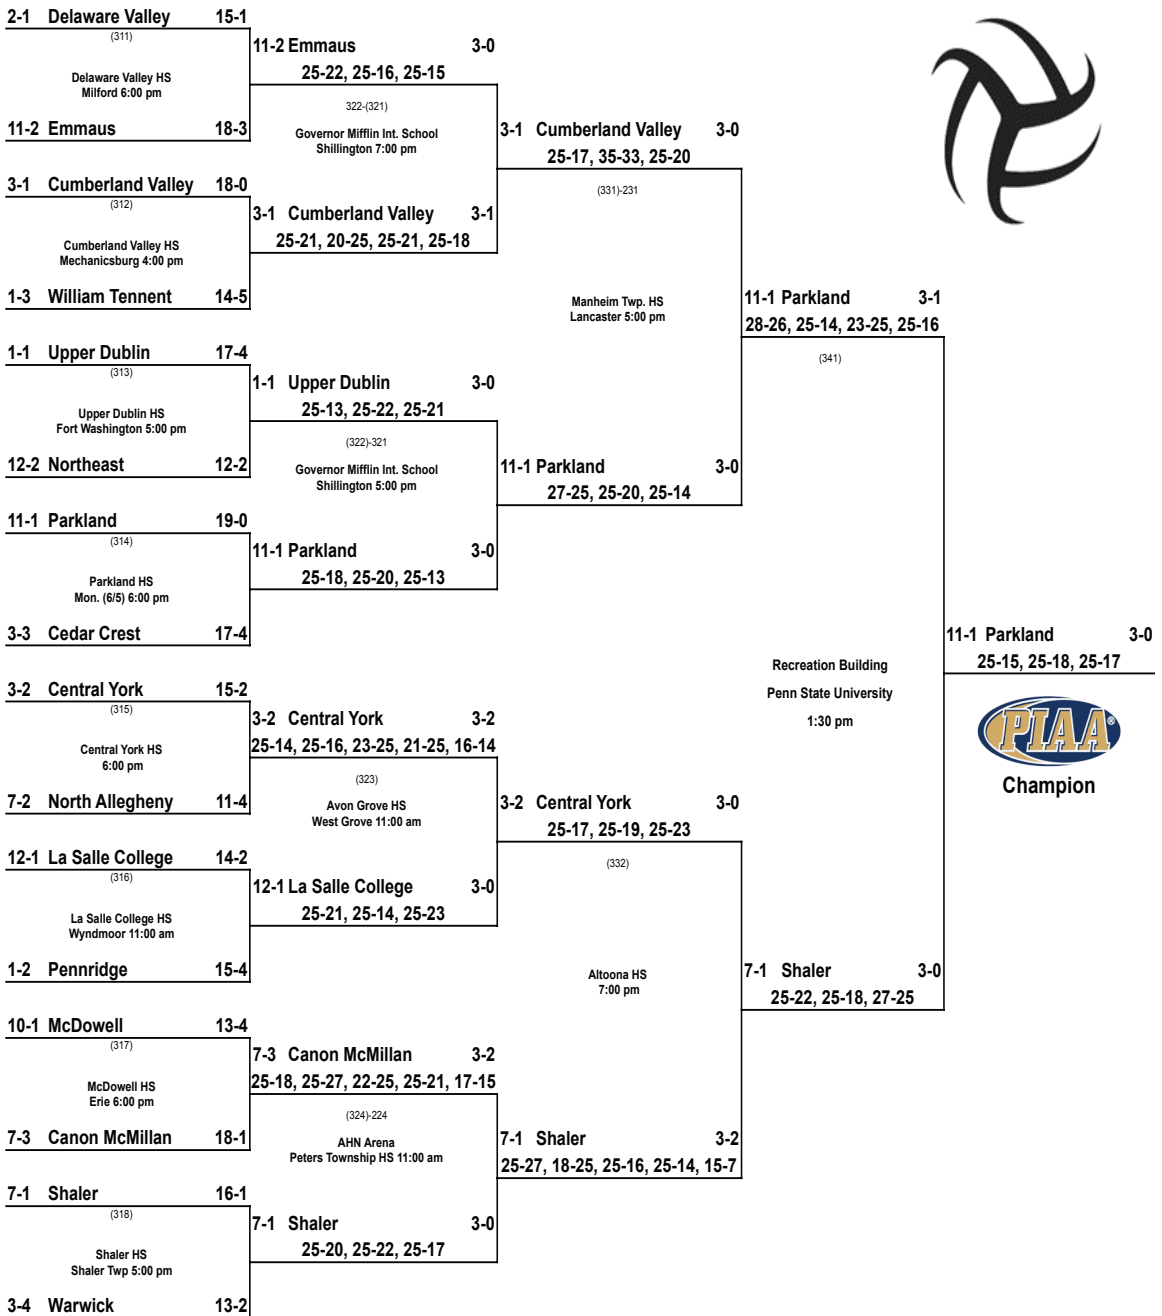 2-1 Delaware Valley 15-1
(311)
Delaware Valley HS
Milford 6:00 pm
11-2 Emmaus 18-3
3-1 Cumberland Valley 18-0
(312)
Cumberland Valley HS
Mechanicsburg 4:00 pm
1-3 William Tennent 14-5
1-1 Upper Dublin 17-4
(313)
Upper Dublin HS
Fort Washington 5:00 pm
12-2 Northeast 12-2
11-1 Parkland 19-0
(314)
Parkland HS
Mon. (6/5) 6:00 pm
3-3 Cedar Crest 17-4
3-2 Central York 15-2
(315)
Central York HS
6:00 pm
7-2 North Allegheny 11-4
12-1 La Salle College 14-2
(316)
La Salle College HS
Wyndmoor 11:00 am
1-2 Pennridge 15-4
10-1 McDowell 13-4
(317)
McDowell HS
Erie 6:00 pm
7-3 Canon McMillan 18-1
7-1 Shaler 16-1
(318)
Shaler HS
Shaler Twp 5:00 pm
3-4 Warwick 13-2
11-2 Emmaus 3-0
25-22, 25-16, 25-15
322-(321)
Governor Mifflin Int. School
Shillington 7:00 pm
3-1 Cumberland Valley 3-1
25-21, 20-25, 25-21, 25-18
1-1 Upper Dublin 3-0
25-13, 25-22, 25-21
(322)-321
Governor Mifflin Int. School
Shillington 5:00 pm
11-1 Parkland 3-0
25-18, 25-20, 25-13
3-2 Central York 3-2
25-14, 25-16, 23-25, 21-25, 16-14
(323)
Avon Grove HS
West Grove 11:00 am
12-1 La Salle College 3-0
25-21, 25-14, 25-23
7-3 Canon McMillan 3-2
25-18, 25-27, 22-25, 25-21, 17-15
(324)-224
AHN Arena
Peters Township HS 11:00 am
7-1 Shaler 3-0
25-20, 25-22, 25-17
3-1 Cumberland Valley 3-0
25-17, 35-33, 25-20
(331)-231
Manheim Twp. HS
Lancaster 5:00 pm
11-1 Parkland 3-0
27-25, 25-20, 25-14
3-2 Central York 3-0
25-17, 25-19, 25-23
(332)
Altoona HS
7:00 pm
7-1 Shaler 3-2
25-27, 18-25, 25-16, 25-14, 15-7
11-1 Parkland 3-1
28-26, 25-14, 23-25, 25-16
(341)
Recreation Building
Penn State University
1:30 pm
7-1 Shaler 3-0
25-22, 25-18, 27-25
11-1 Parkland 3-0
25-15, 25-18, 25-17
PIAA®
Champion